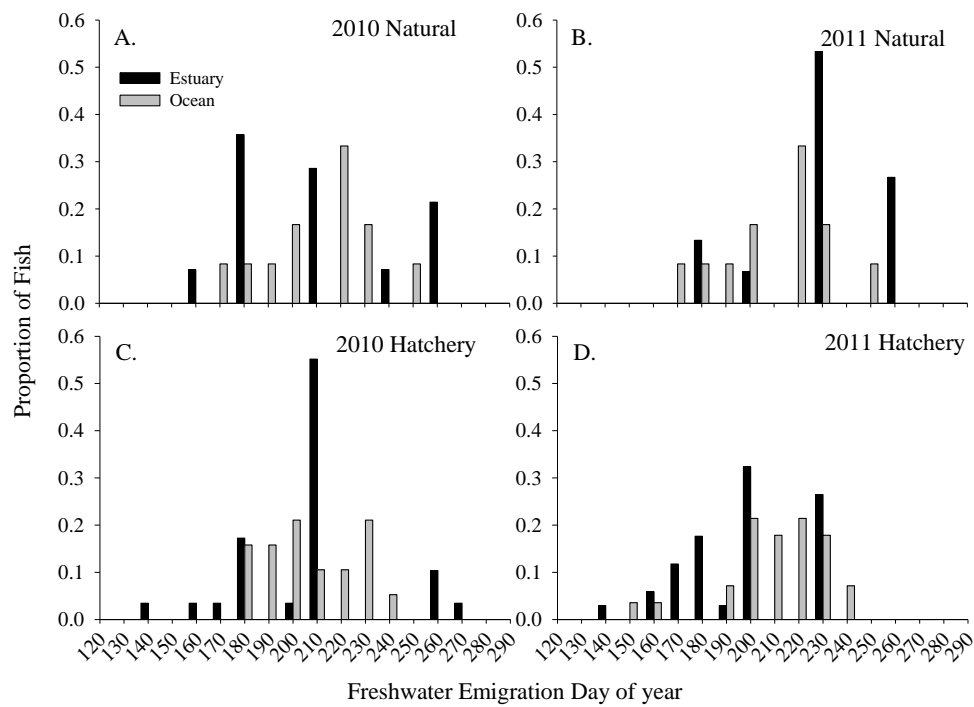 0.6
0.5
0.4
0.3
0.2
0.1
0.0
A.
2010 Natural
Estuary
Ocean
B.
2011 Natural
0.6
0.5
0.4
0.3
0.2
0.1
0.0
Proportion of Fish
0.6
0.5
0.4
0.3
0.2
0.1
0.0
C.
2010 Hatchery
120 130 140 150 160 170 180 190 200 210 220 230 240 250 260 270 280 290
0.6
0.5
0.4
0.3
0.2
0.1
0.0
D.
2011 Hatchery
120 130 140 150 160 170 180 190 200 210 220 230 240 250 260 270 280 290
Freshwater Emigration Day of year